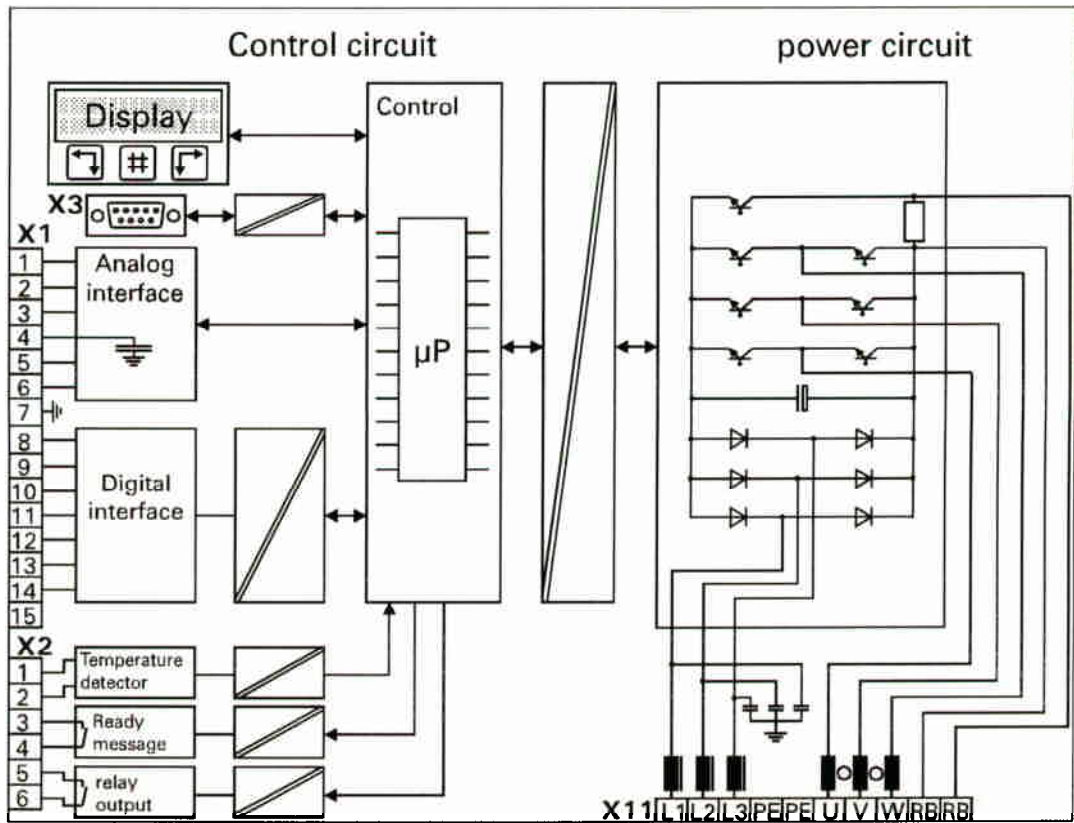 Control circuit
power circuit
Display
#
Control
X3
X1
1
2
3
4
5
6
7
8
9
10
11
12
13
14
15
Analog
interface
µP
Digital
interface
X2
1
2
3
4
5
6
Temperature
detector
Ready
message
relay
output
X11 L1 L2 L3 PE PE U V W RB RB